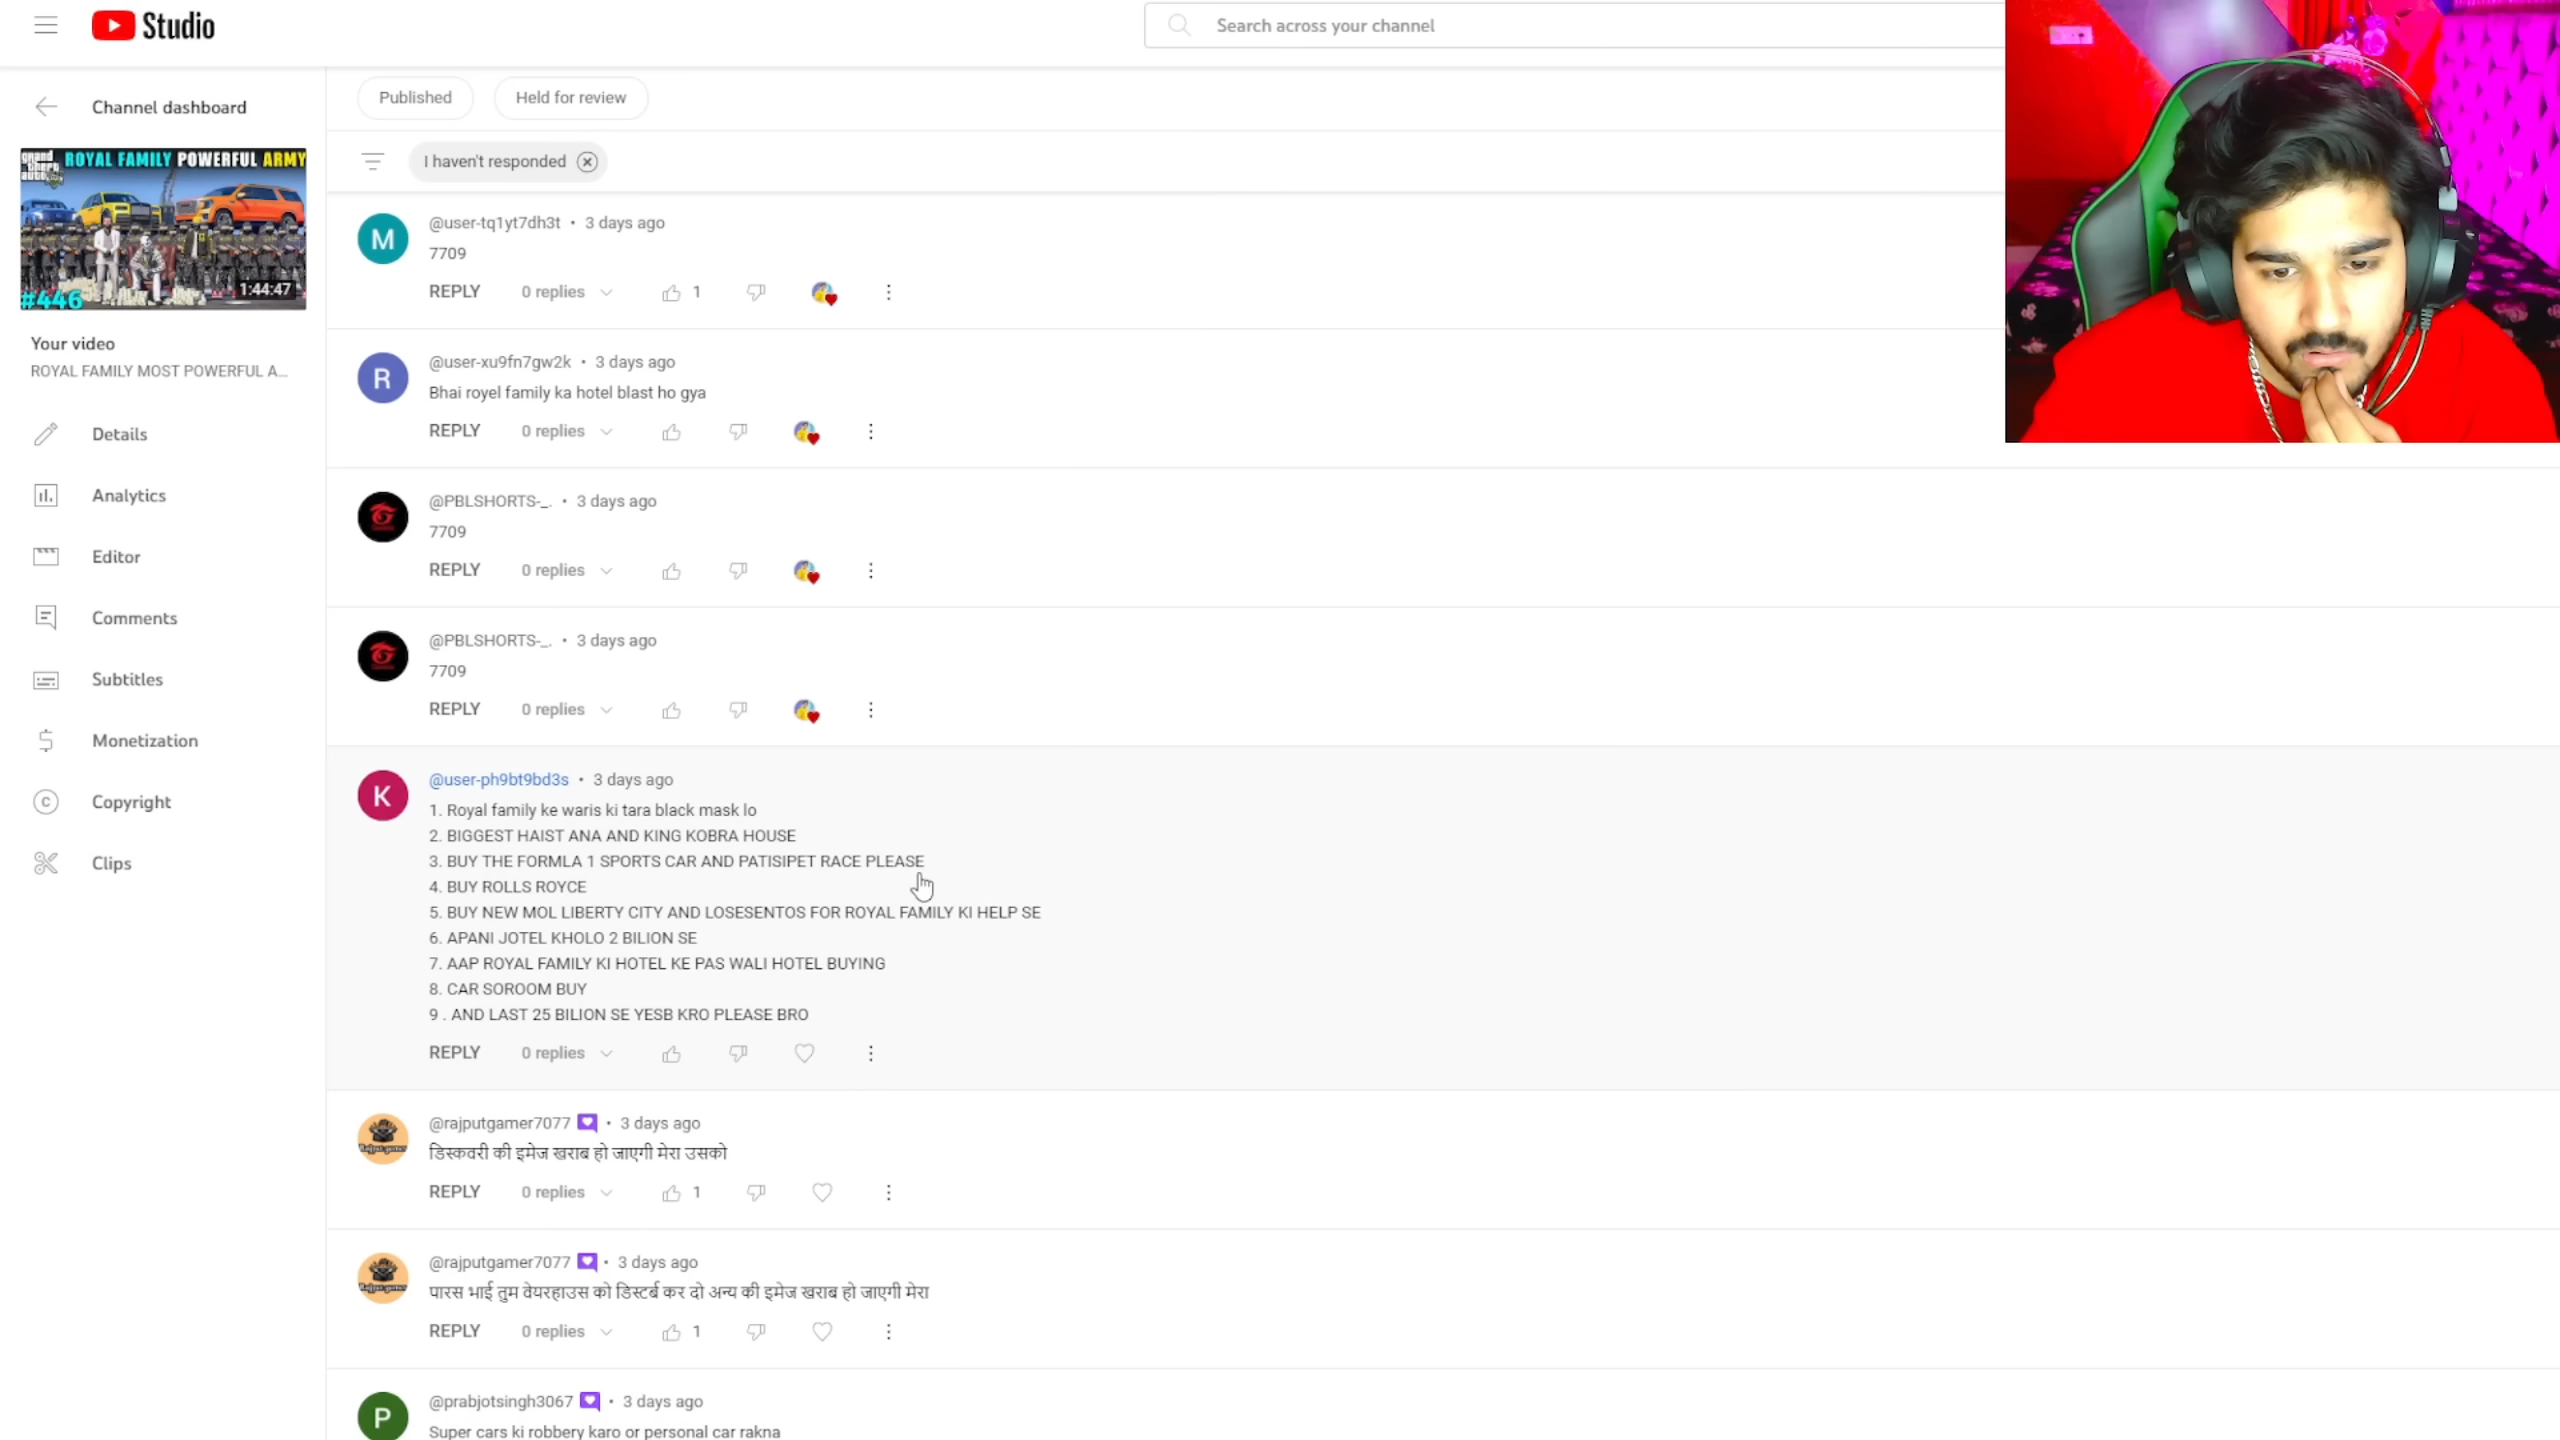 Studio
Search across your channel
Channel dashboard
Published
Held for review
I haven't responded
grand theft auto V
ROYAL FAMILY POWERFUL ARMY
#446
1:44:47
Your video
ROYAL FAMILY MOST POWERFUL A...
Details
Analytics
Editor
Comments
Subtitles
Monetization
Copyright
Clips
M
@user-tq1yt7dh3t • 3 days ago
7709
REPLY 0 replies 1
R
@user-xu9fn7gw2k • 3 days ago
Bhai royel family ka hotel blast ho gya
REPLY 0 replies
@PBLSHORTS-_. • 3 days ago
7709
REPLY 0 replies
@PBLSHORTS-_. • 3 days ago
7709
REPLY 0 replies
K
@user-ph9bt9bd3s • 3 days ago
1. Royal family ke waris ki tara black mask lo
2. BIGGEST HAIST ANA AND KING KOBRA HOUSE
3. BUY THE FORMLA 1 SPORTS CAR AND PATISIPET RACE PLEASE
4. BUY ROLLS ROYCE
5. BUY NEW MOL LIBERTY CITY AND LOSESENTOS FOR ROYAL FAMILY KI HELP SE
6. APANI JOTEL KHOLO 2 BILION SE
7. AAP ROYAL FAMILY KI HOTEL KE PAS WALI HOTEL BUYING
8. CAR SOROOM BUY
9 . AND LAST 25 BILION SE YESB KRO PLEASE BRO
REPLY 0 replies
@rajputgamer7077 • 3 days ago
डिस्कवरी की इमेज खराब हो जाएगी मेरा उसको
REPLY 0 replies 1
@rajputgamer7077 • 3 days ago
पारस भाई तुम वेयरहाउस को डिस्टर्ब कर दो अन्य की इमेज खराब हो जाएगी मेरा
REPLY 0 replies 1
P
@prabjotsingh3067 • 3 days ago
Super cars ki robbery karo or personal car rakna